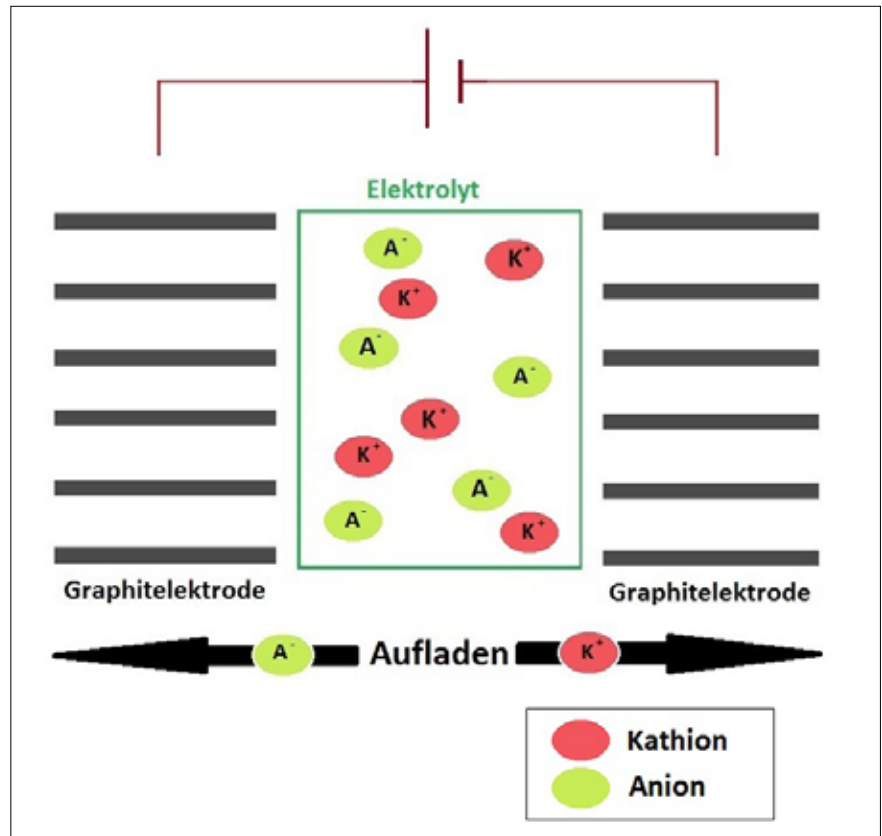 Elektrolyt
A⁻
K⁺
K⁺
A⁻
A⁻
K⁺
K⁺
A⁻
A⁻
K⁺
Graphitelektrode
Graphitelektrode
A⁻ Aufladen K⁺
Kathion
Anion